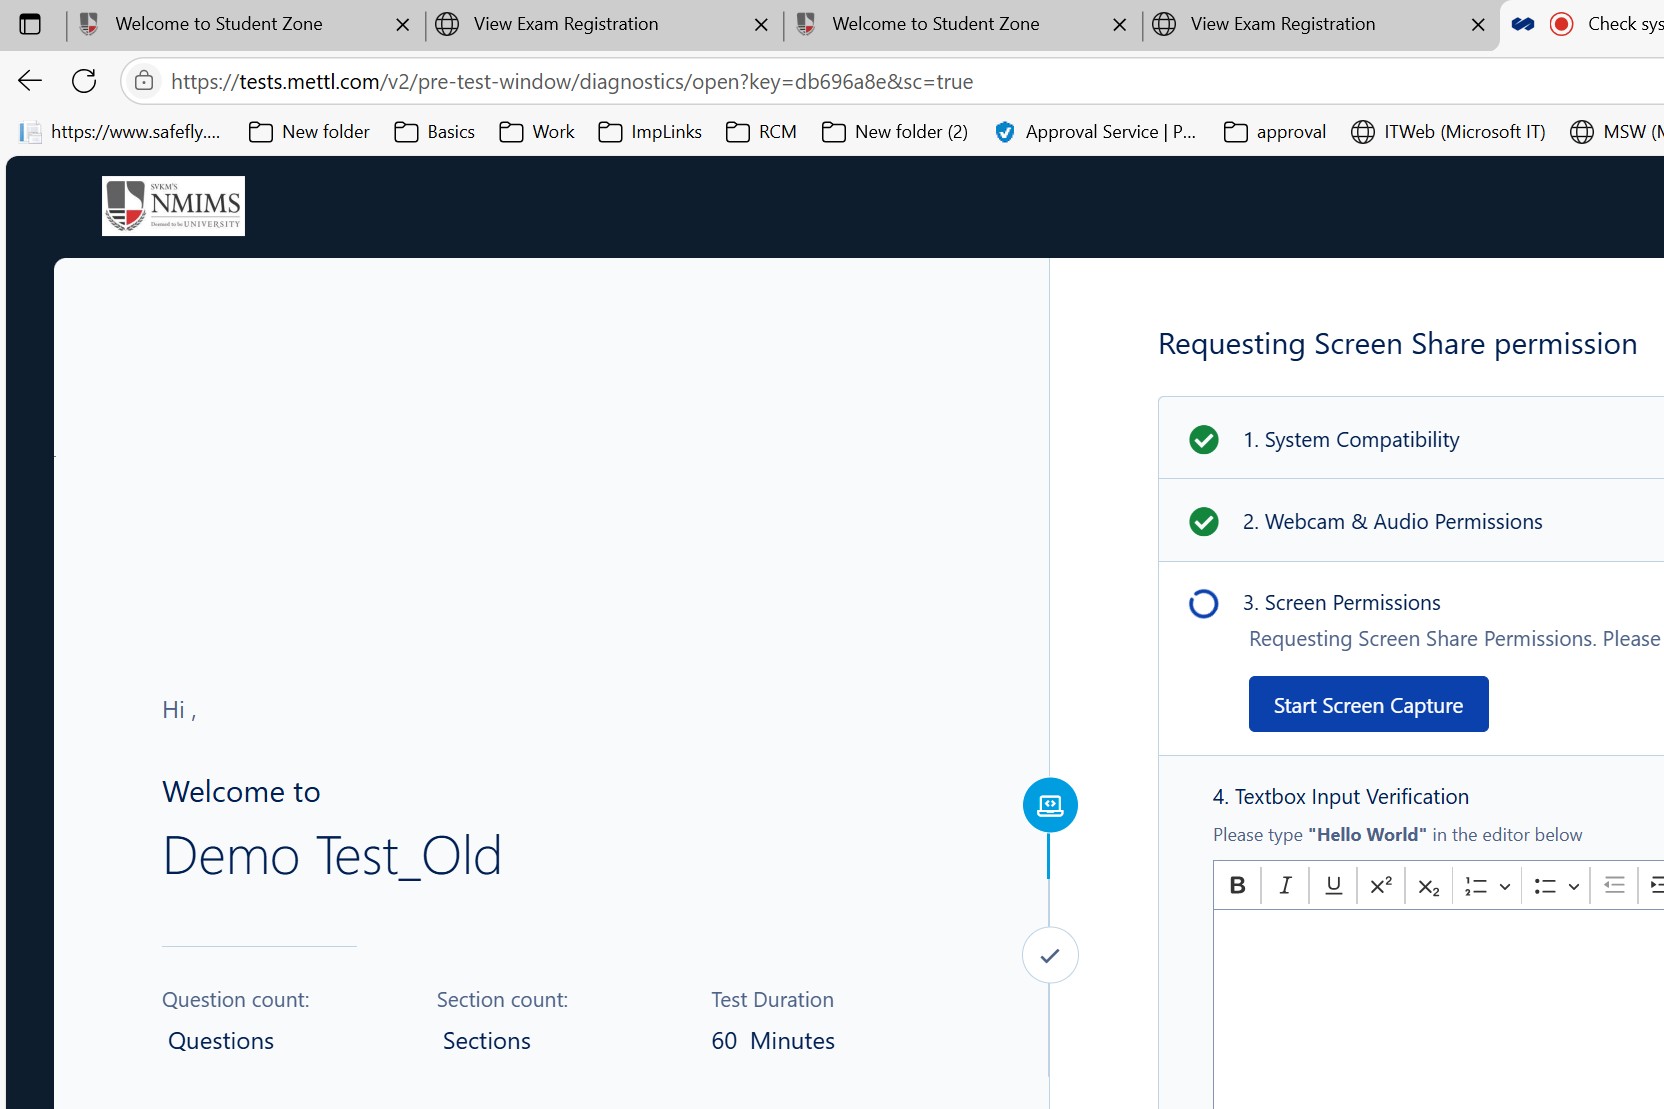 Welcome to Student Zone
View Exam Registration
Welcome to Student Zone
View Exam Registration
Check sys
https://tests.mettl.com/v2/pre-test-window/diagnostics/open?key=db696a8e&sc=true
https://www.safefly....
New folder
Basics
Work
ImpLinks
RCM
New folder (2)
Approval Service | P...
approval
ITWeb (Microsoft IT)
MSW (M
SVKM'S
NMIMS
Deemed to be UNIVERSITY
Hi ,
Welcome to
Demo Test_Old
Question count:
Section count:
Test Duration
Questions
Sections
60 Minutes
Requesting Screen Share permission
1. System Compatibility
2. Webcam & Audio Permissions
3. Screen Permissions
Requesting Screen Share Permissions. Please
Start Screen Capture
4. Textbox Input Verification
Please type "Hello World" in the editor below